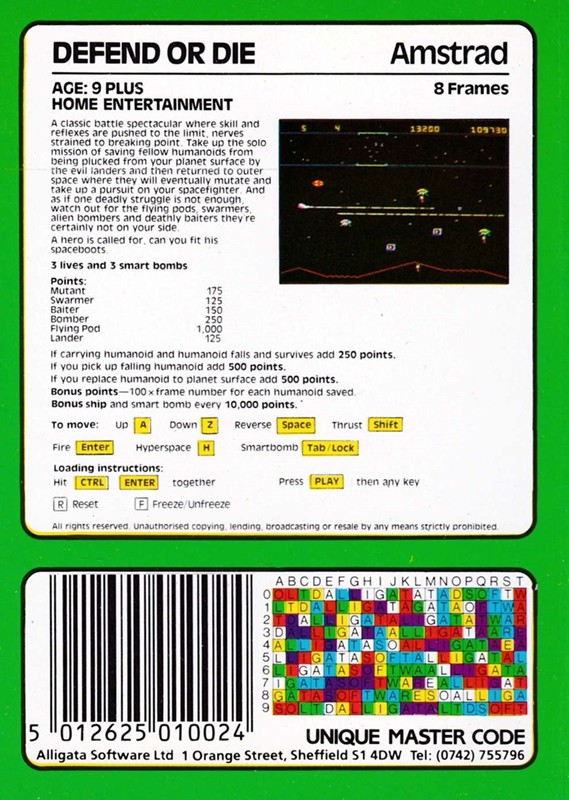 DEFEND OR DIE Amstrad
AGE: 9 PLUS 8 Frames
HOME ENTERTAINMENT
A classic battle spectacular where skill and
reflexes are pushed to the limit, nerves
strained to breaking point. Take up the solo
mission of saving fellow humanoids from
being plucked from your planet surface by
the evil landers and then returned to outer
space where they will eventually mutate and
take up a pursuit on your spacefighter. And
as if one deadly struggle is not enough,
watch out for the flying pods, swarmers,
alien bombers and deathly baiters they're
certainly not on your side.
A hero is called for, can you fit his
spaceboots.
5 4 13200 109730
3 lives and 3 smart bombs
Points:
Mutant 175
Swarmer 125
Baiter 150
Bomber 250
Flying Pod 1,000
Lander 125
If carrying humanoid and humanoid falls and survives add 250 points.
If you pick up falling humanoid add 500 points.
If you replace humanoid to planet surface add 500 points.
Bonus points—100×frame number for each humanoid saved.
Bonus ship and smart bomb every 10,000 points.
To move: Up A Down Z Reverse Space Thrust Shift
Fire Enter Hyperspace H Smartbomb Tab/Lock
Loading instructions:
Hit CTRL ENTER together Press PLAY then any key
R Reset F Freeze/Unfreeze
All rights reserved. Unauthorised copying, lending, broadcasting or resale by any means strictly prohibited.
A B C D E F G H I J K L M N O P Q R S T
0
1
2
3
4
5
6
7
8
9
5 012625 010024
UNIQUE MASTER CODE
Alligata Software Ltd 1 Orange Street, Sheffield S1 4DW Tel: (0742) 755796